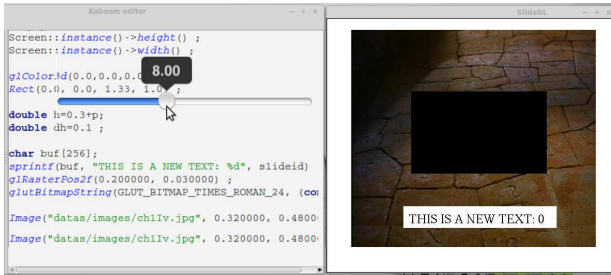 Kaboom editor
Screen::instance()->height() ;
Screen::instance()->width() ;
glColor3d(0.0,0.0,0.0
Rect(0.0, 0.0, 1.33, 1.0 ;
8.00
double h=0.3+p;
double dh=0.1 ;
char buf[256];
sprintf(buf, "THIS IS A NEW TEXT: %d", slideid)
glRasterPos2f(0.200000, 0.030000) ;
glutBitmapString(GLUT_BITMAP_TIMES_ROMAN_24, (co
Image("datas/images/ch1Iv.jpg", 0.320000, 0.4800
Image("datas/images/ch1Iv.jpg", 0.320000, 0.4800
SlideGL
THIS IS A NEW TEXT: 0